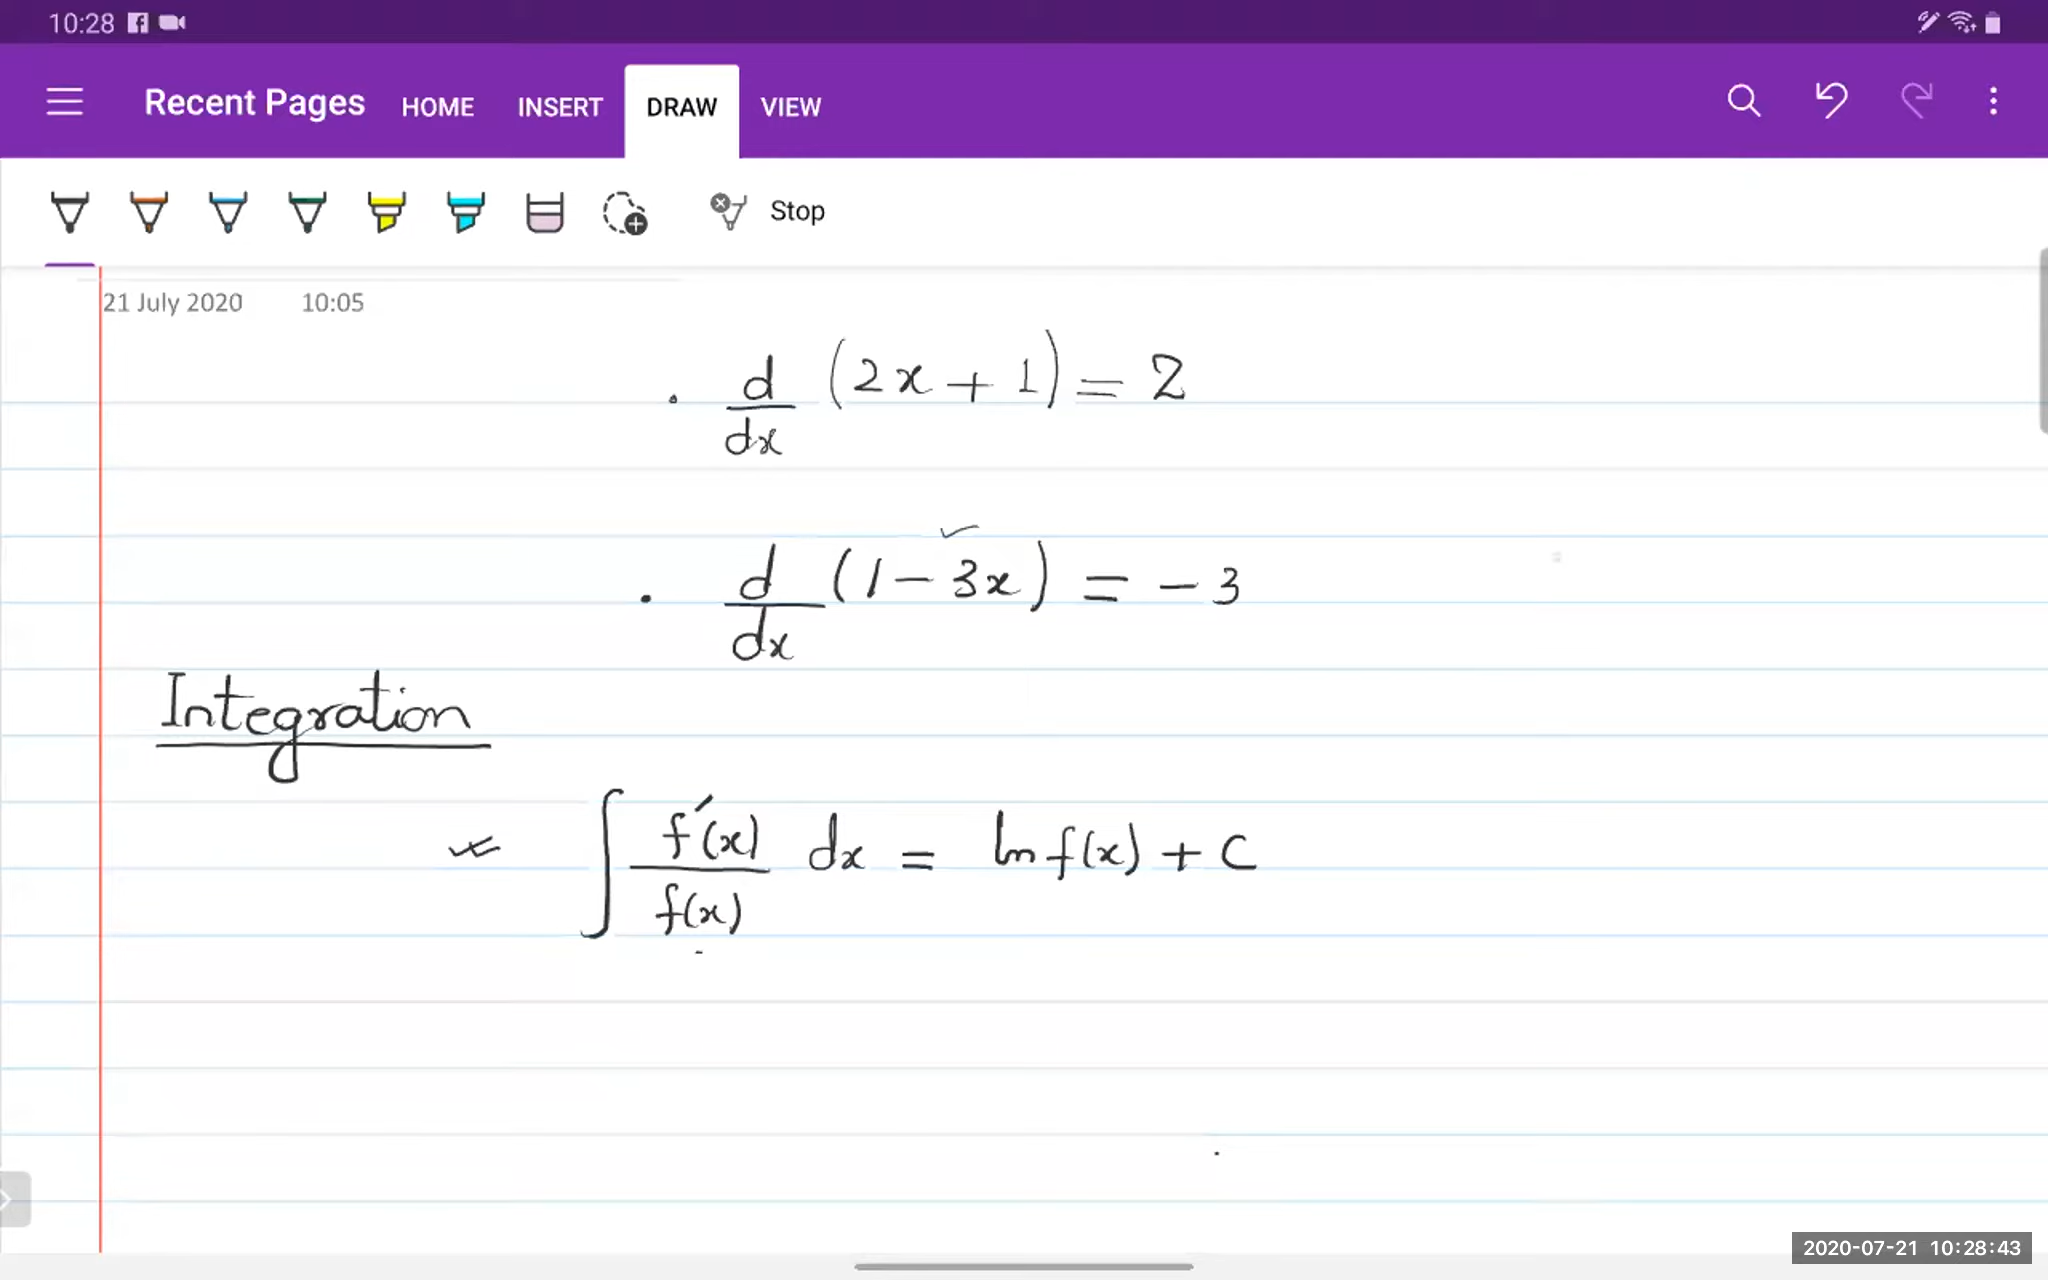 10:28
Recent Pages HOME INSERT DRAW VIEW
Stop
21 July 2020 10:05
. d/dx (2x + 1) = 2
. d/dx (1 - 3x) = - 3
Integration
∫ f'(x)/f(x) dx = ln f(x) + C
2020-07-21 10:28:43